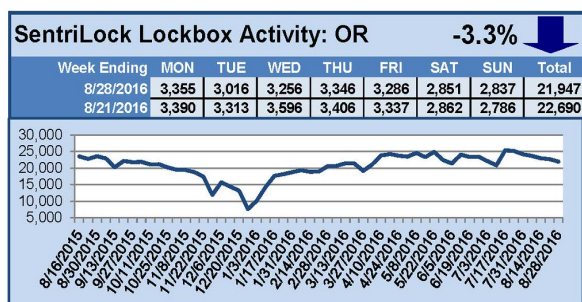 SentriLock Lockbox Activity: OR -3.3%
Week Ending MON TUE WED THU FRI SAT SUN Total
8/28/2016 3,355 3,016 3,256 3,346 3,286 2,851 2,837 21,947
8/21/2016 3,390 3,313 3,596 3,406 3,337 2,862 2,786 22,690
30,000
25,000
20,000
15,000
10,000
5,000
8/16/2015 8/30/2015 9/13/2015 9/27/2015 10/11/2015 10/25/2015 11/8/2015 11/22/2015 12/6/2015 12/20/2015 1/3/2016 1/17/2016 1/31/2016 2/14/2016 2/28/2016 3/13/2016 3/27/2016 4/10/2016 4/24/2016 5/8/2016 5/22/2016 6/5/2016 6/19/2016 7/3/2016 7/17/2016 7/31/2016 8/14/2016 8/28/2016